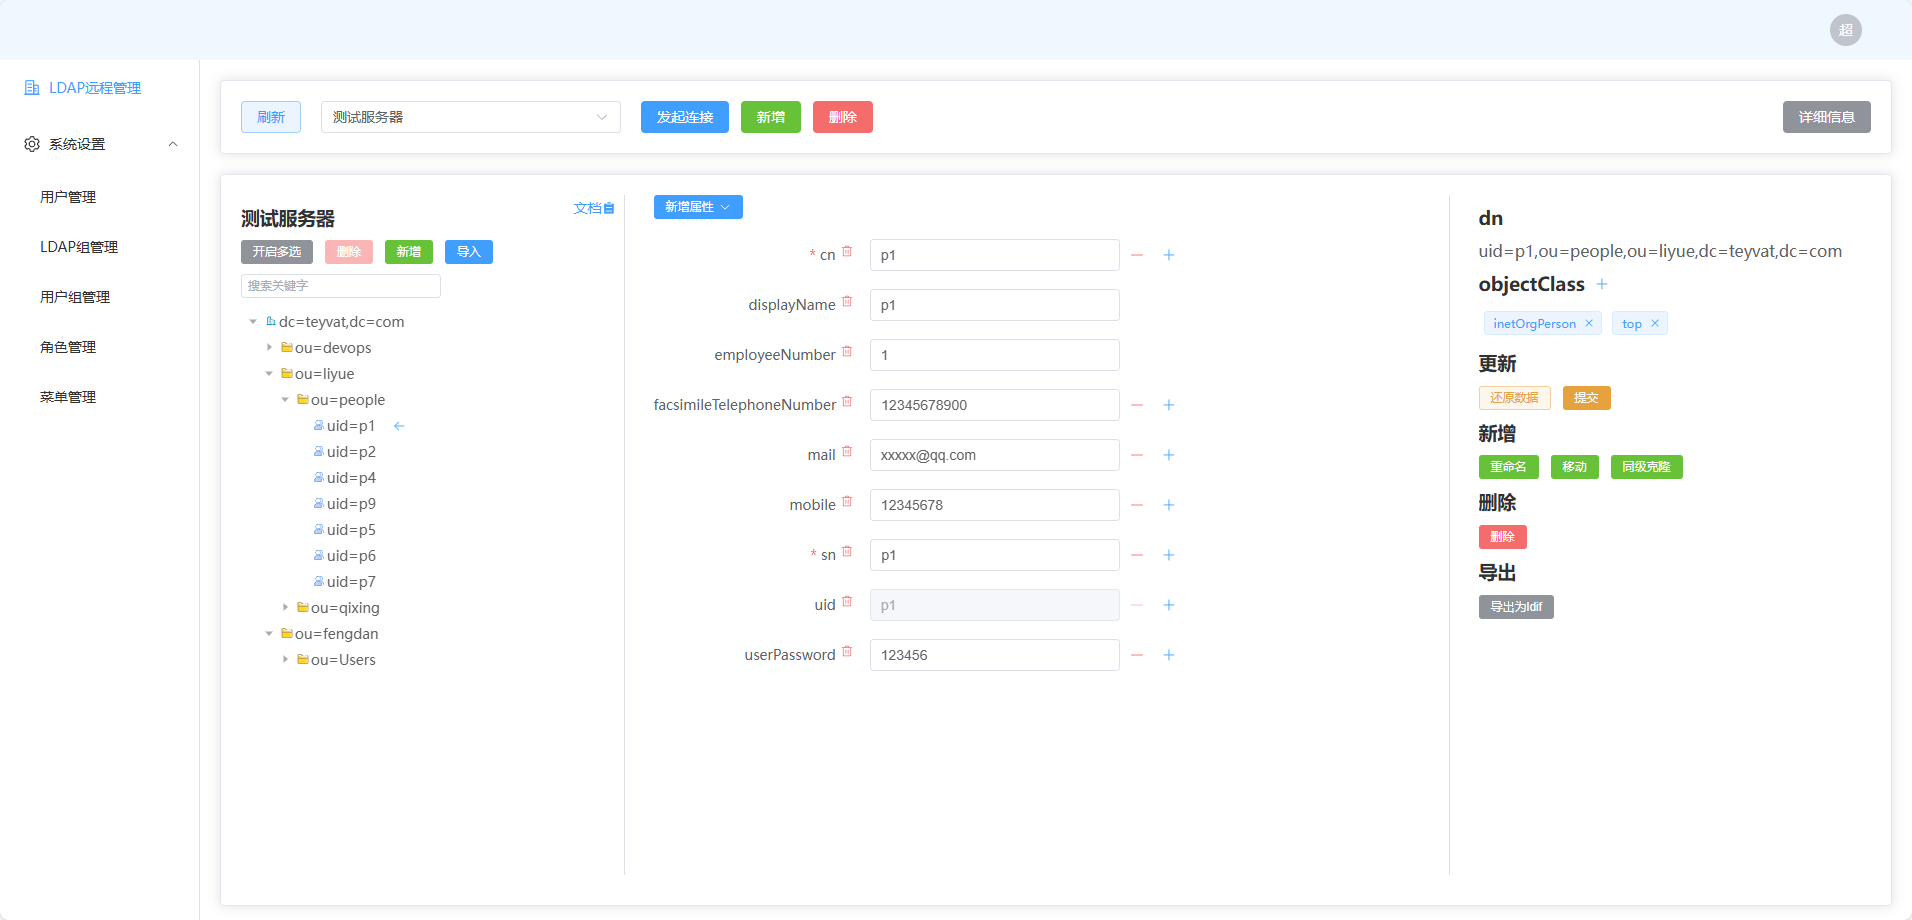 超
LDAP远程管理
系统设置
用户管理
LDAP组管理
用户组管理
角色管理
菜单管理
刷新
测试服务器
发起连接
新增
删除
详细信息
测试服务器
文档
开启多选
删除
新增
导入
搜索关键字
dc=teyvat,dc=com
ou=devops
ou=liyue
ou=people
uid=p1
uid=p2
uid=p4
uid=p9
uid=p5
uid=p6
uid=p7
ou=qixing
ou=fengdan
ou=Users
新增属性
* cn p1
displayName p1
employeeNumber 1
facsimileTelephoneNumber 12345678900
mail xxxxx@qq.com
mobile 12345678
* sn p1
uid p1
userPassword 123456
dn
uid=p1,ou=people,ou=liyue,dc=teyvat,dc=com
objectClass
inetOrgPerson
top
更新
还原数据
提交
新增
重命名
移动
同级克隆
删除
删除
导出
导出为ldif